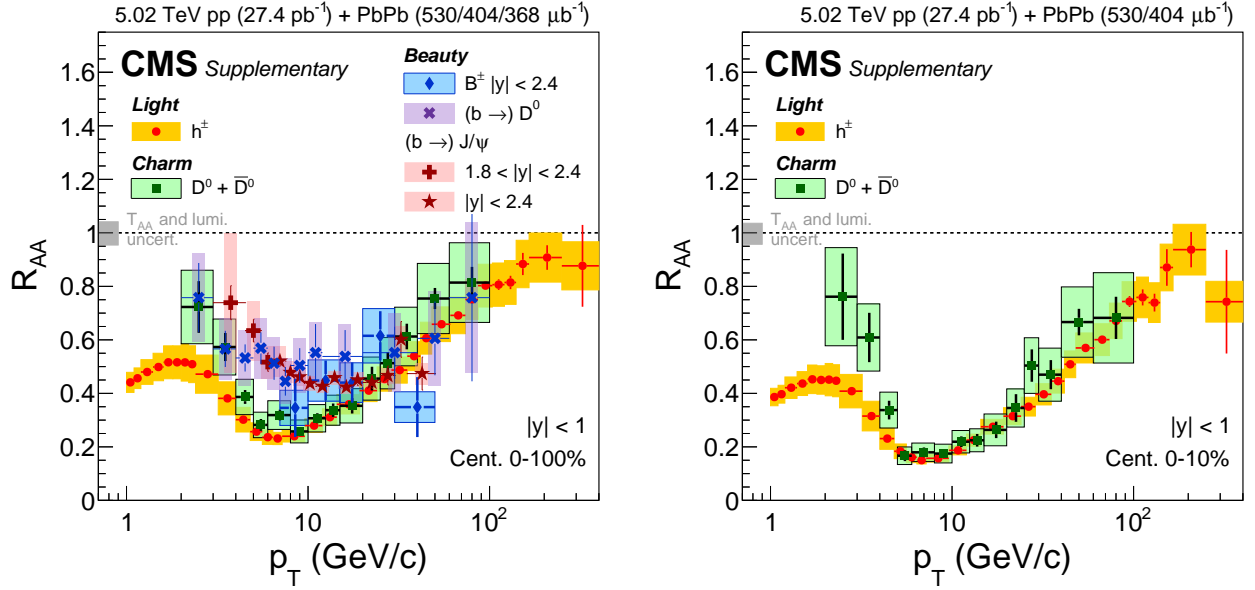 5.02 TeV pp (27.4 pb⁻¹) + PbPb (530/404/368 μb⁻¹)
CMS Supplementary
Light
h±
Charm
D⁰ + D̅⁰
Beauty
B± |y| < 2.4
(b →) D⁰
(b →) J/ψ
1.8 < |y| < 2.4
|y| < 2.4
T_AA and lumi.
uncert.
|y| < 1
Cent. 0-100%
R_AA
1.6
1.4
1.2
1
0.8
0.6
0.4
0.2
0
1
10
10²
p_T (GeV/c)
5.02 TeV pp (27.4 pb⁻¹) + PbPb (530/404 μb⁻¹)
CMS Supplementary
Light
h±
Charm
D⁰ + D̅⁰
T_AA and lumi.
uncert.
|y| < 1
Cent. 0-10%
R_AA
1.6
1.4
1.2
1
0.8
0.6
0.4
0.2
0
1
10
10²
p_T (GeV/c)